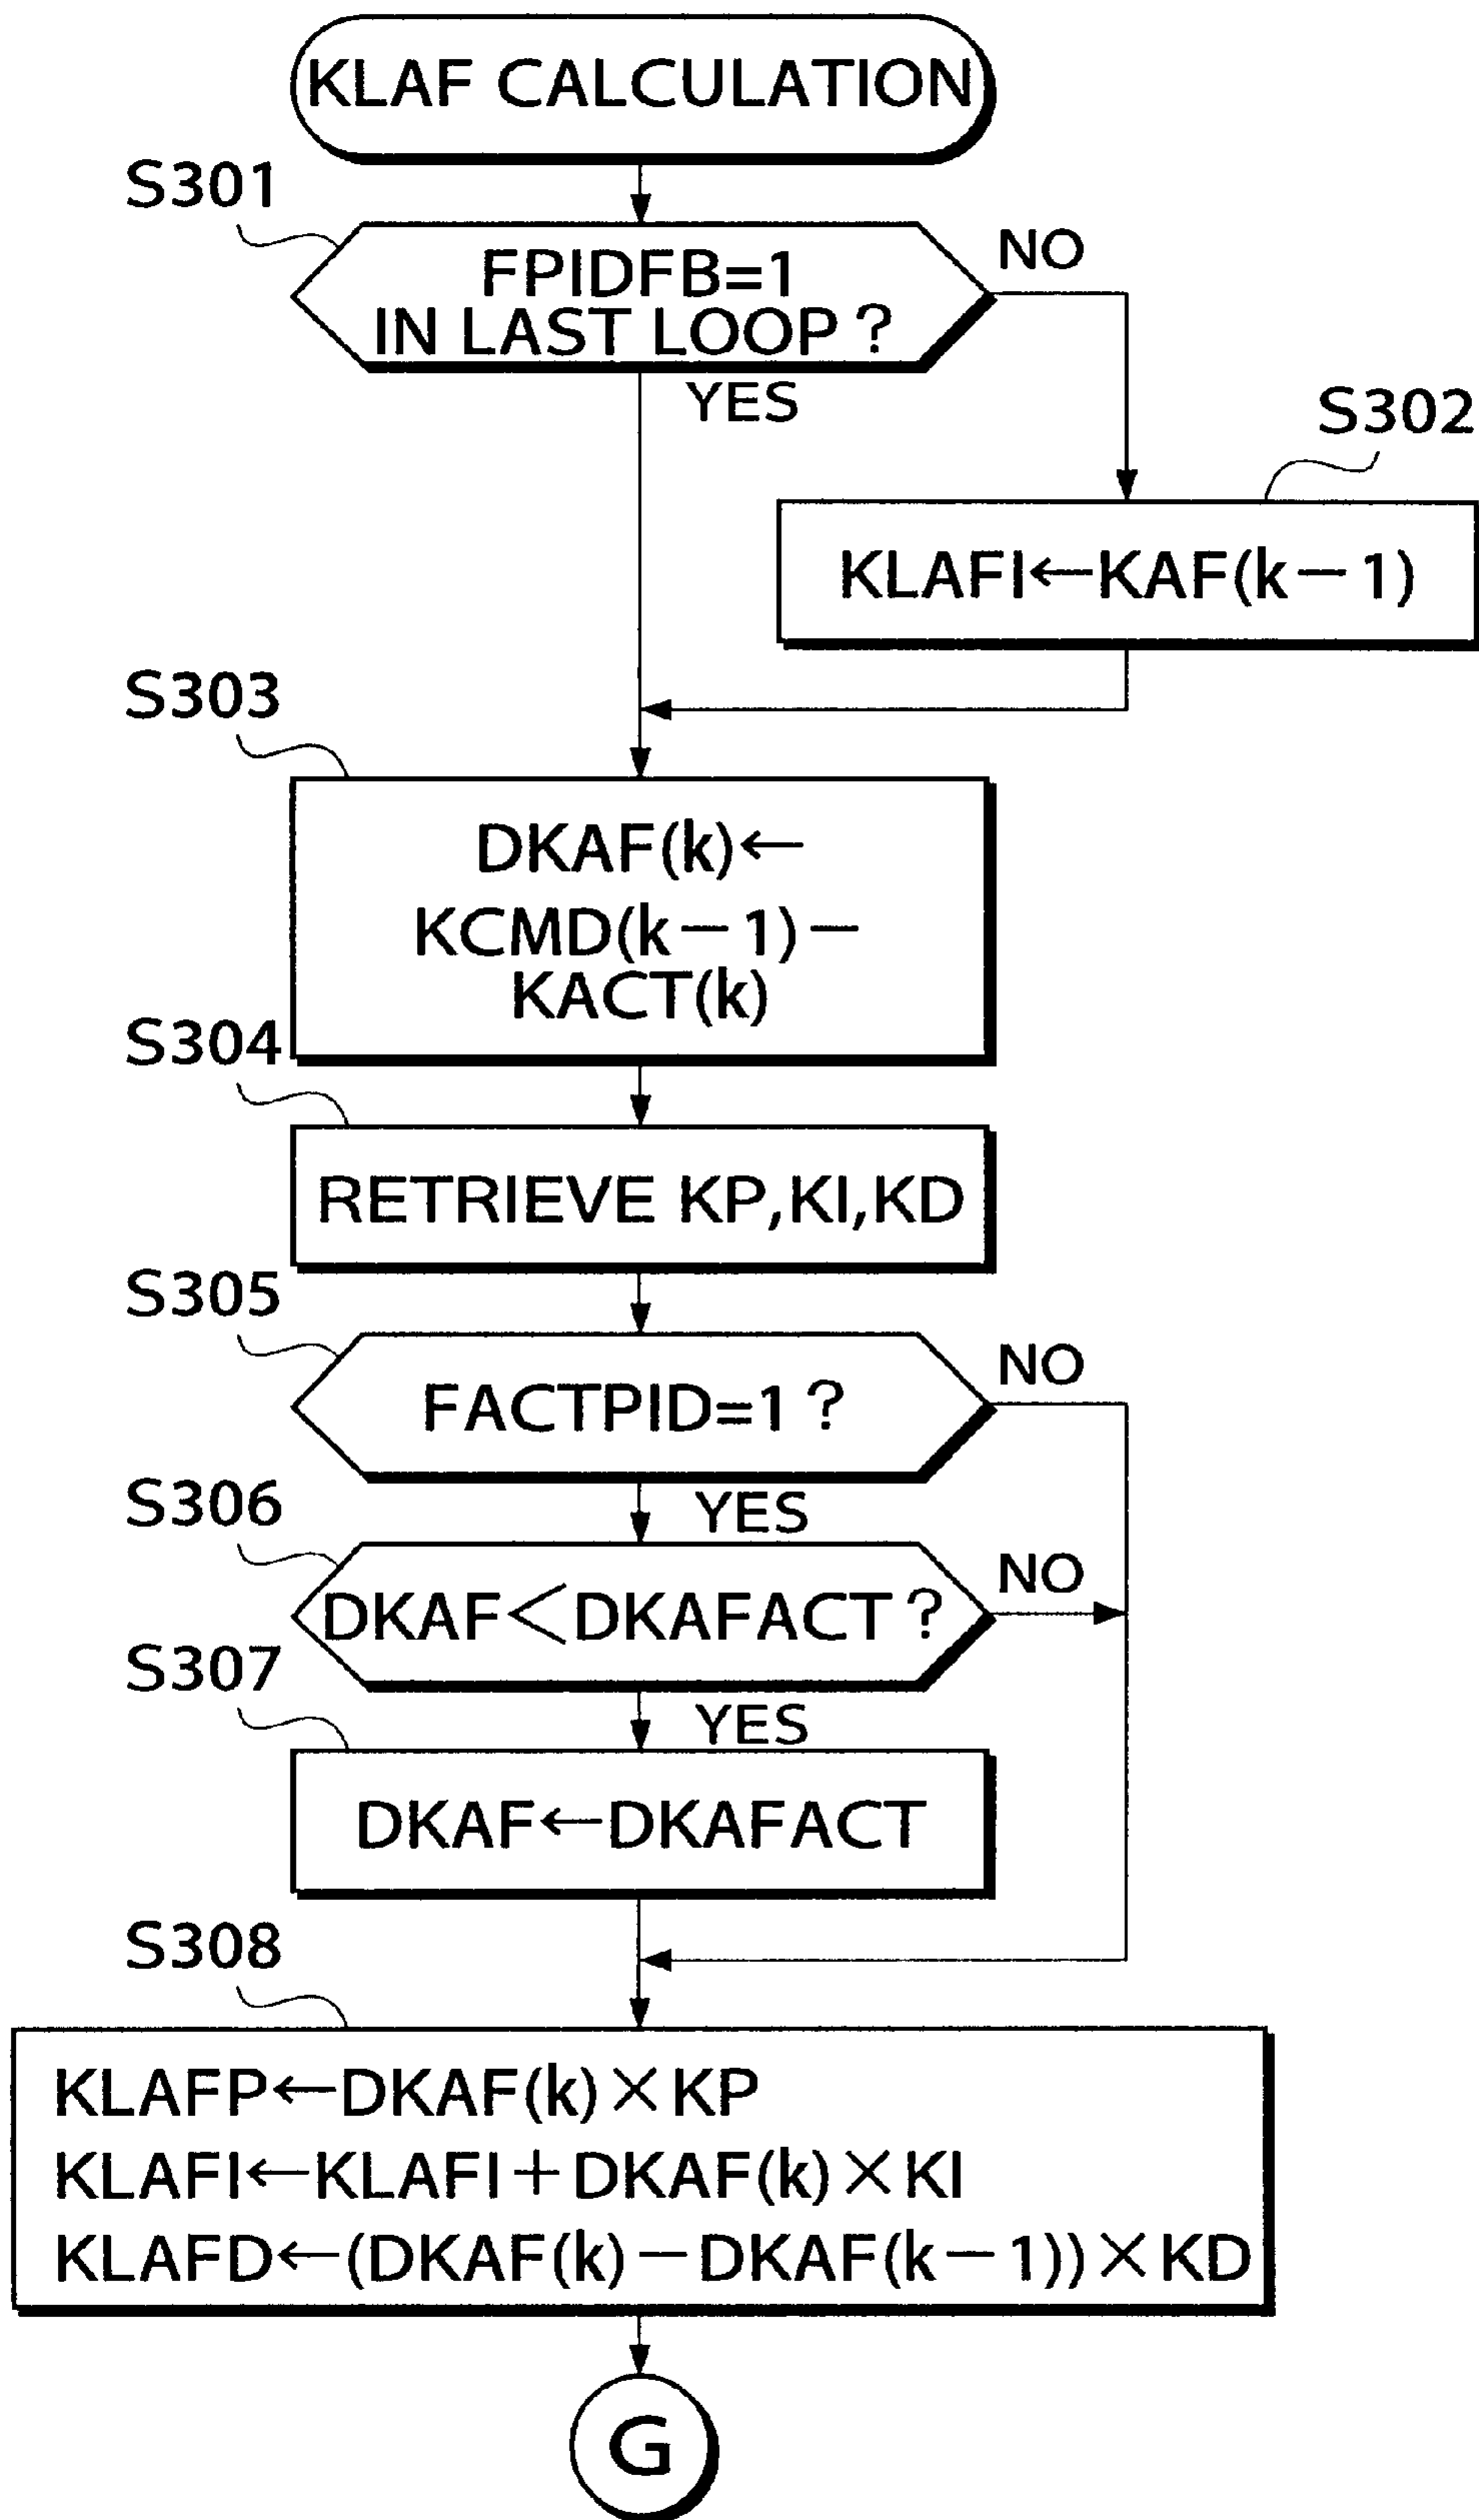 KLAF CALCULATION
S301
FPIDFB=1
IN LAST LOOP ?
NO
YES
S302
KLAFI←KAF(k−1)
S303
DKAF(k)←
KCMD(k−1)−
KACT(k)
S304
RETRIEVE KP,KI,KD
S305
FACTPID=1 ?
NO
YES
S306
DKAF<DKAFACT ?
NO
YES
S307
DKAF←DKAFACT
S308
KLAFP←DKAF(k)×KP
KLAFI←KLAFI+DKAF(k)×KI
KLAFD←(DKAF(k)−DKAF(k−1))×KD
G